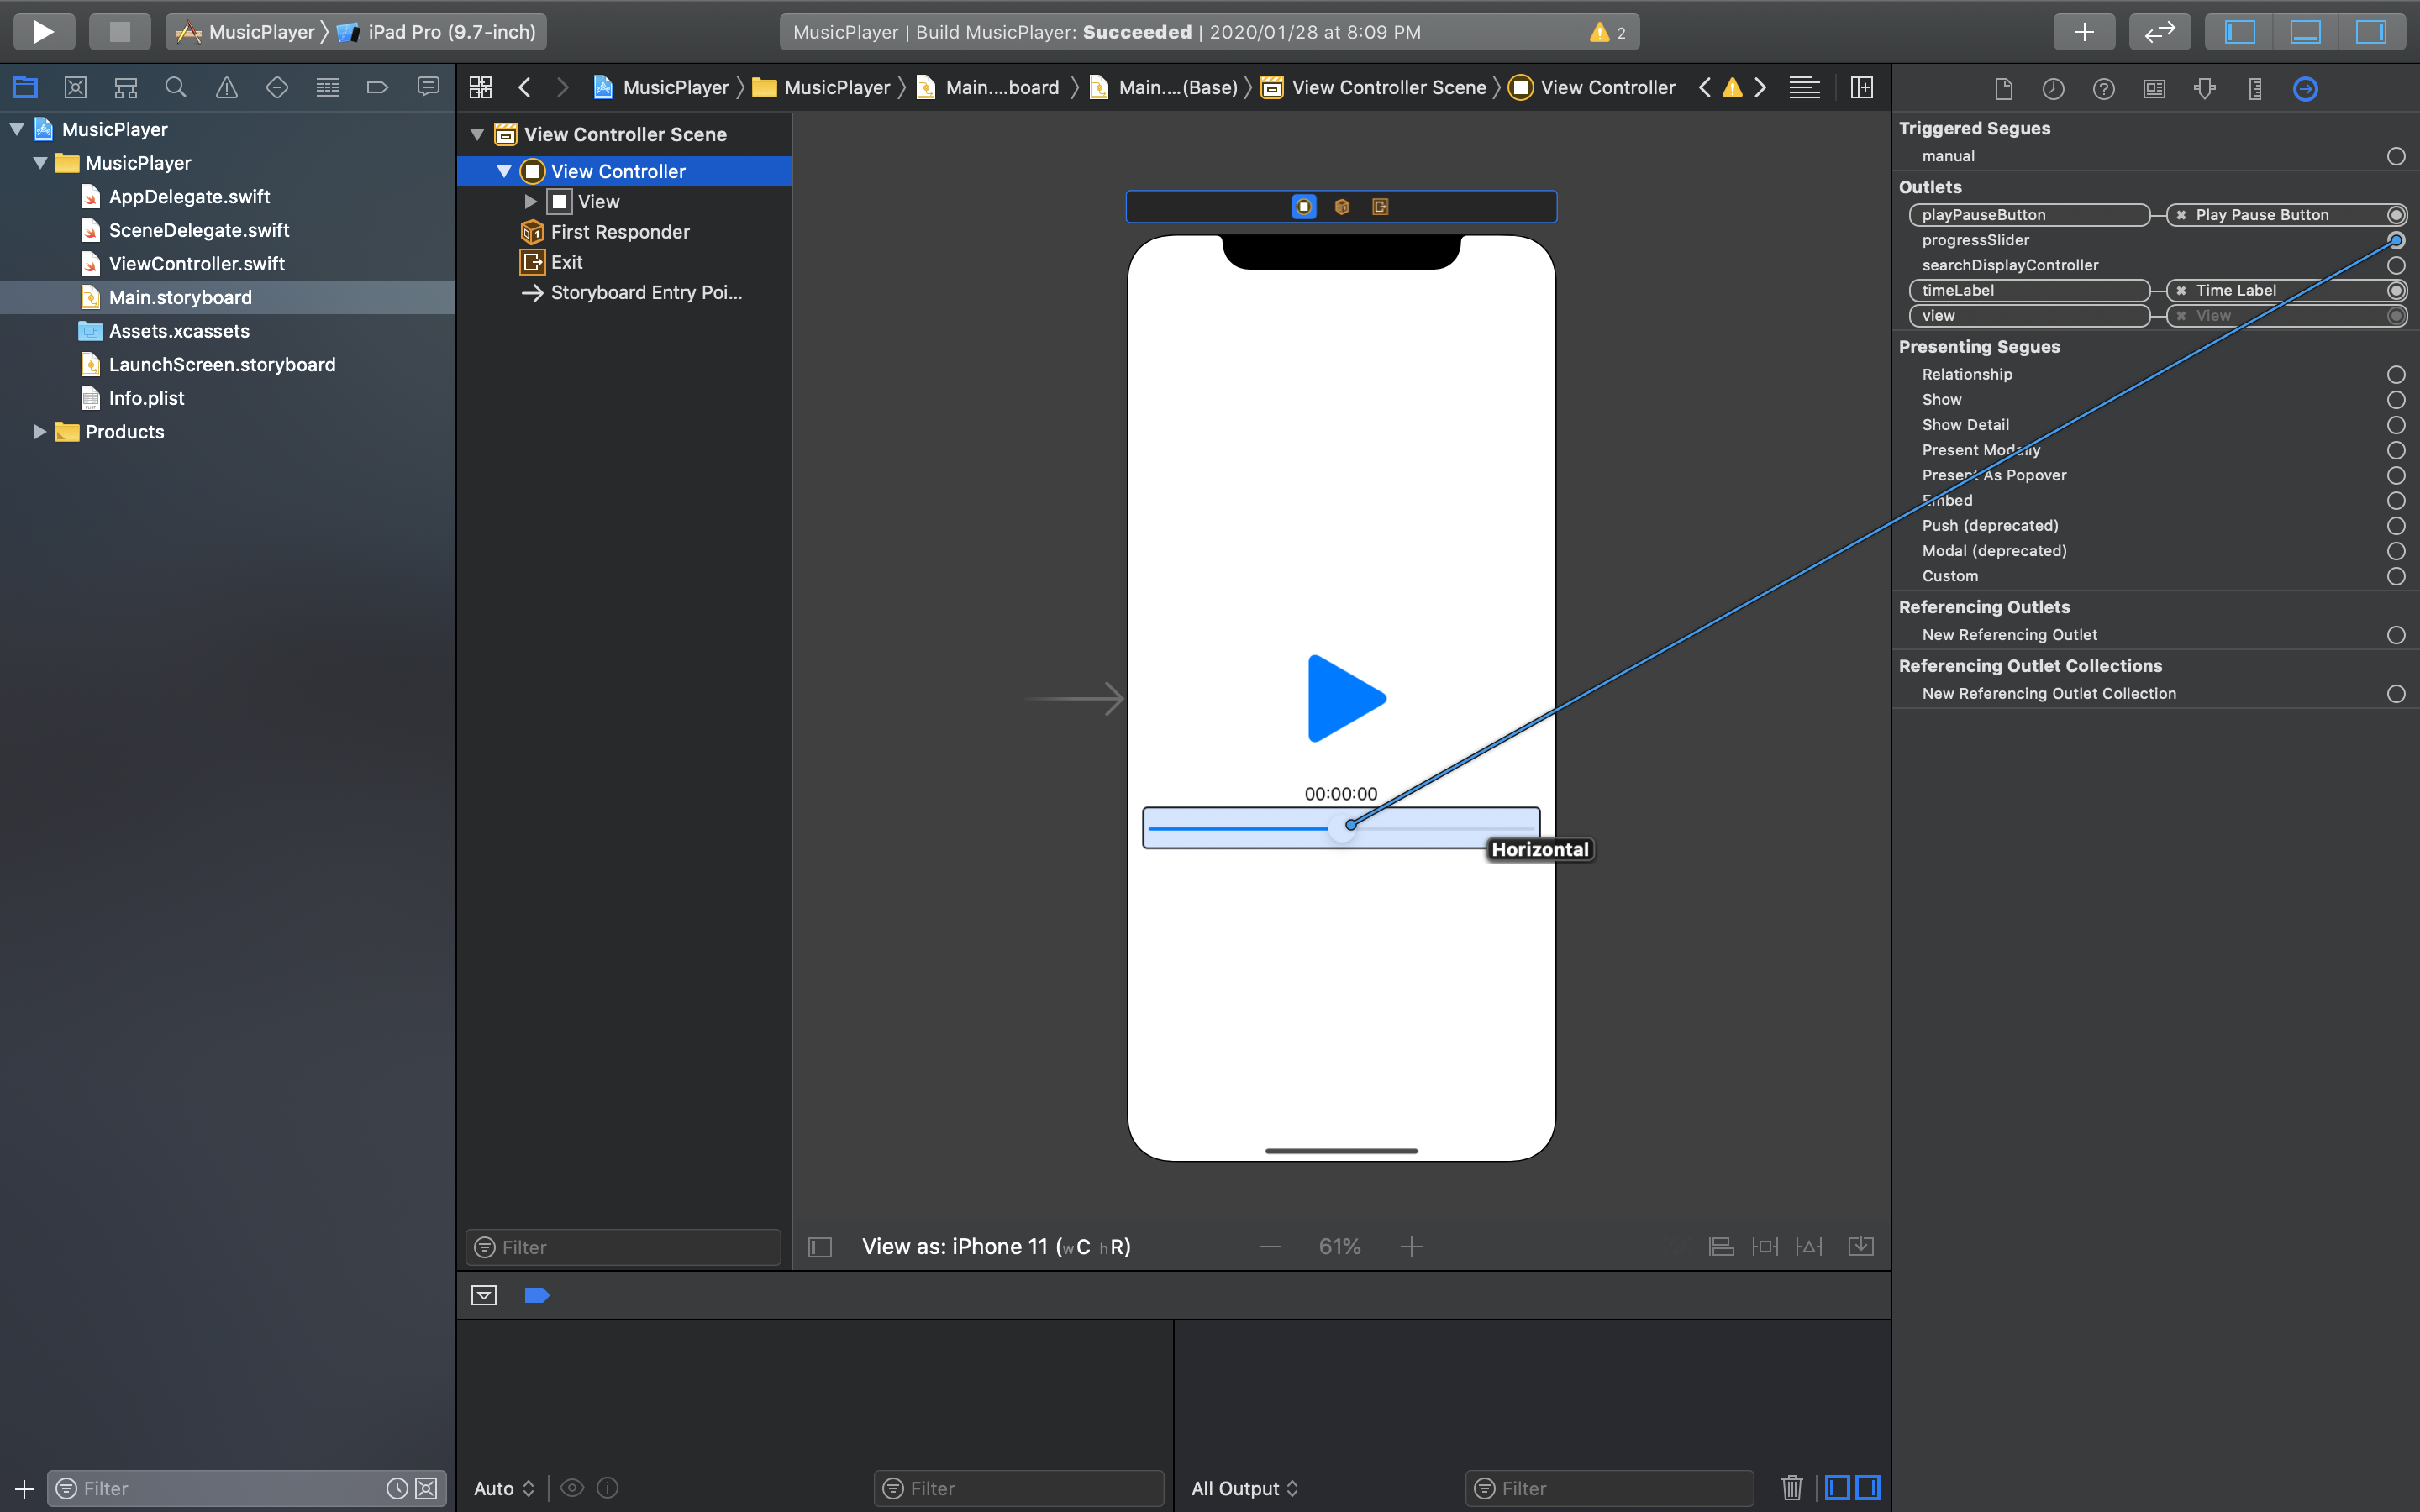 MusicPlayer iPad Pro (9.7-inch)
MusicPlayer | Build MusicPlayer: Succeeded | 2020/01/28 at 8:09 PM
2
MusicPlayer
MusicPlayer
AppDelegate.swift
SceneDelegate.swift
ViewController.swift
Main.storyboard
Assets.xcassets
LaunchScreen.storyboard
Info.plist
Products
Filter
MusicPlayer MusicPlayer Main....board Main....(Base) View Controller Scene View Controller
View Controller Scene
View Controller
View
First Responder
Exit
Storyboard Entry Poi...
Filter
00:00:00
Horizontal
View as: iPhone 11 (wC hR)
61%
Auto
Filter
All Output
Filter
Triggered Segues
manual
Outlets
playPauseButton Play Pause Button
progressSlider
searchDisplayController
timeLabel Time Label
view View
Presenting Segues
Relationship
Show
Show Detail
Present Modally
Present As Popover
Embed
Push (deprecated)
Modal (deprecated)
Custom
Referencing Outlets
New Referencing Outlet
Referencing Outlet Collections
New Referencing Outlet Collection